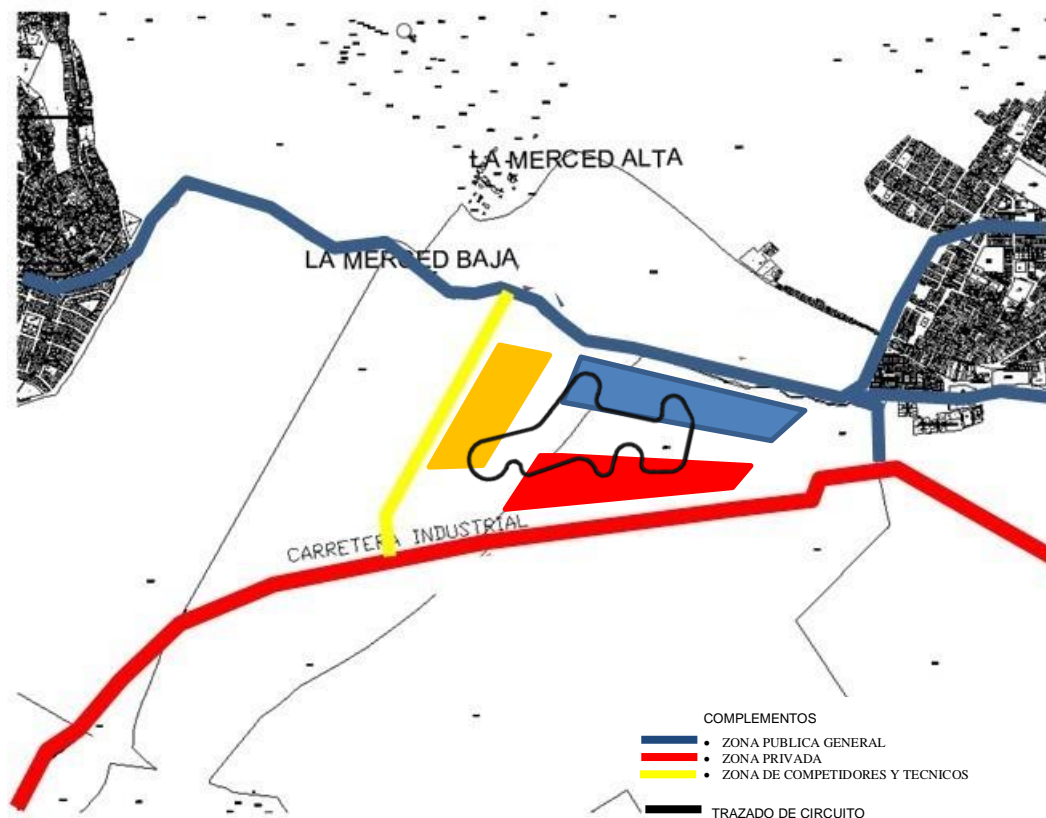 LA MERCED ALTA
LA MERCED BAJA
CARRETERA INDUSTRIAL
COMPLEMENTOS
• ZONA PUBLICA GENERAL
• ZONA PRIVADA
• ZONA DE COMPETIDORES Y TECNICOS
TRAZADO DE CIRCUITO